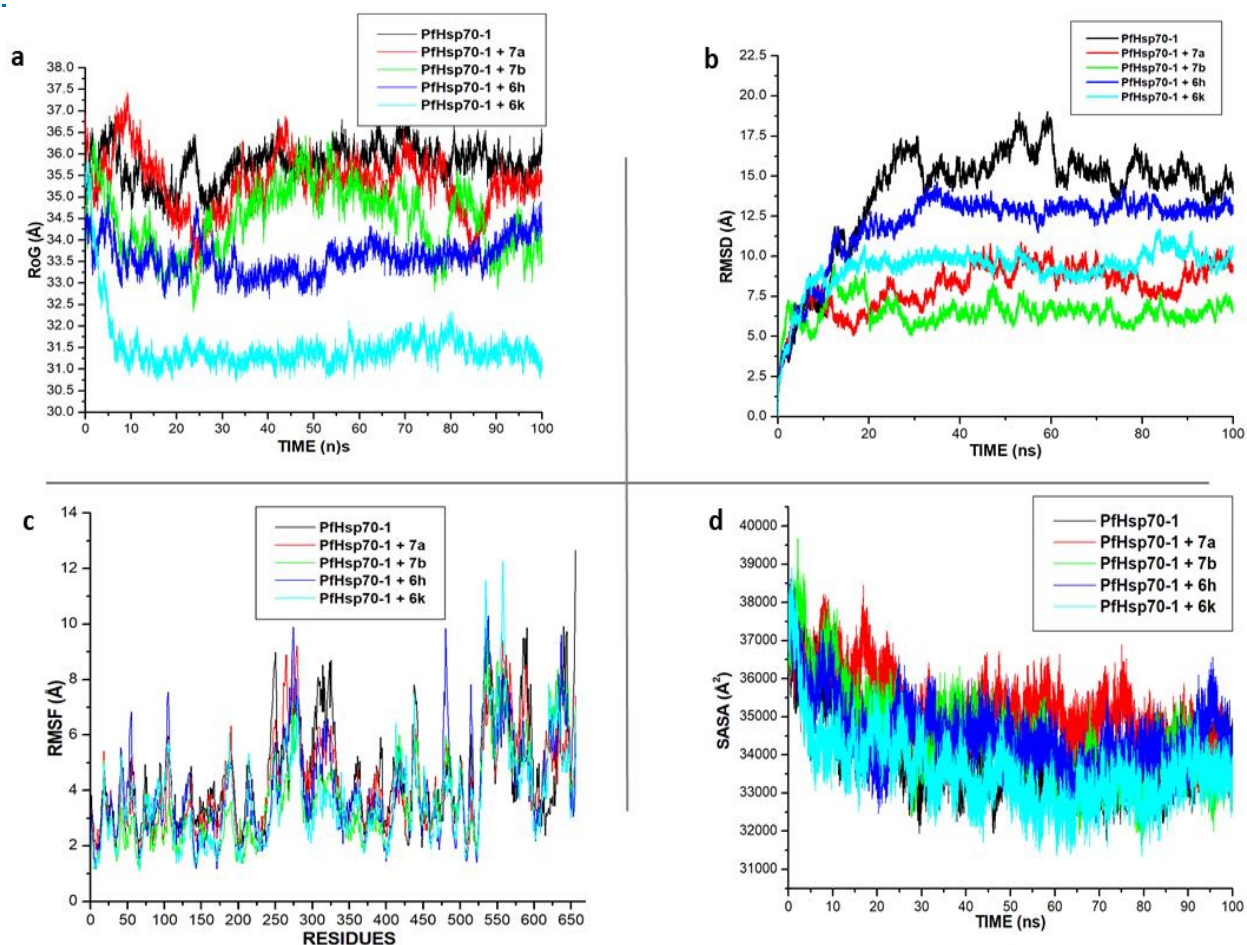 a
PfHsp70-1
PfHsp70-1 + 7a
PfHsp70-1 + 7b
PfHsp70-1 + 6h
PfHsp70-1 + 6k
RoG (Å)
38.0
37.5
37.0
36.5
36.0
35.5
35.0
34.5
34.0
33.5
33.0
32.5
32.0
31.5
31.0
30.5
30.0
0 10 20 30 40 50 60 70 80 90 100
TIME (n)s
b
PfHsp70-1
PfHsp70-1 + 7a
PfHsp70-1 + 7b
PfHsp70-1 + 6h
PfHsp70-1 + 6k
RMSD (Å)
22.5
20.0
17.5
15.0
12.5
10.0
7.5
5.0
2.5
0.0
0 20 40 60 80 100
TIME (ns)
c
PfHsp70-1
PfHsp70-1 + 7a
PfHsp70-1 + 7b
PfHsp70-1 + 6h
PfHsp70-1 + 6k
RMSF (Å)
14
12
10
8
6
4
2
0
0 50 100 150 200 250 300 350 400 450 500 550 600 650
RESIDUES
d
PfHsp70-1
PfHsp70-1 + 7a
PfHsp70-1 + 7b
PfHsp70-1 + 6h
PfHsp70-1 + 6k
SASA (Å²)
40000
39000
38000
37000
36000
35000
34000
33000
32000
31000
0 10 20 30 40 50 60 70 80 90 100
TIME (ns)